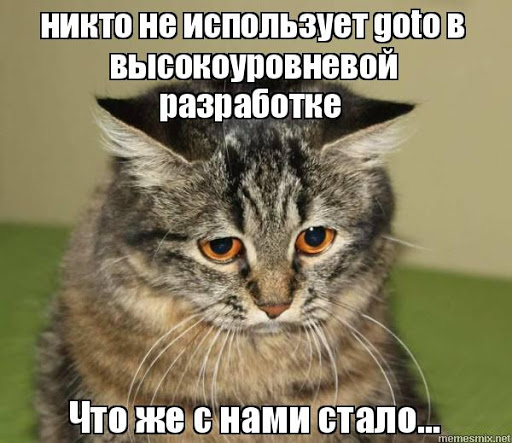 никто не использует goto в
высокоуровневой
разработке
Что же с нами стало...
memesmix.net